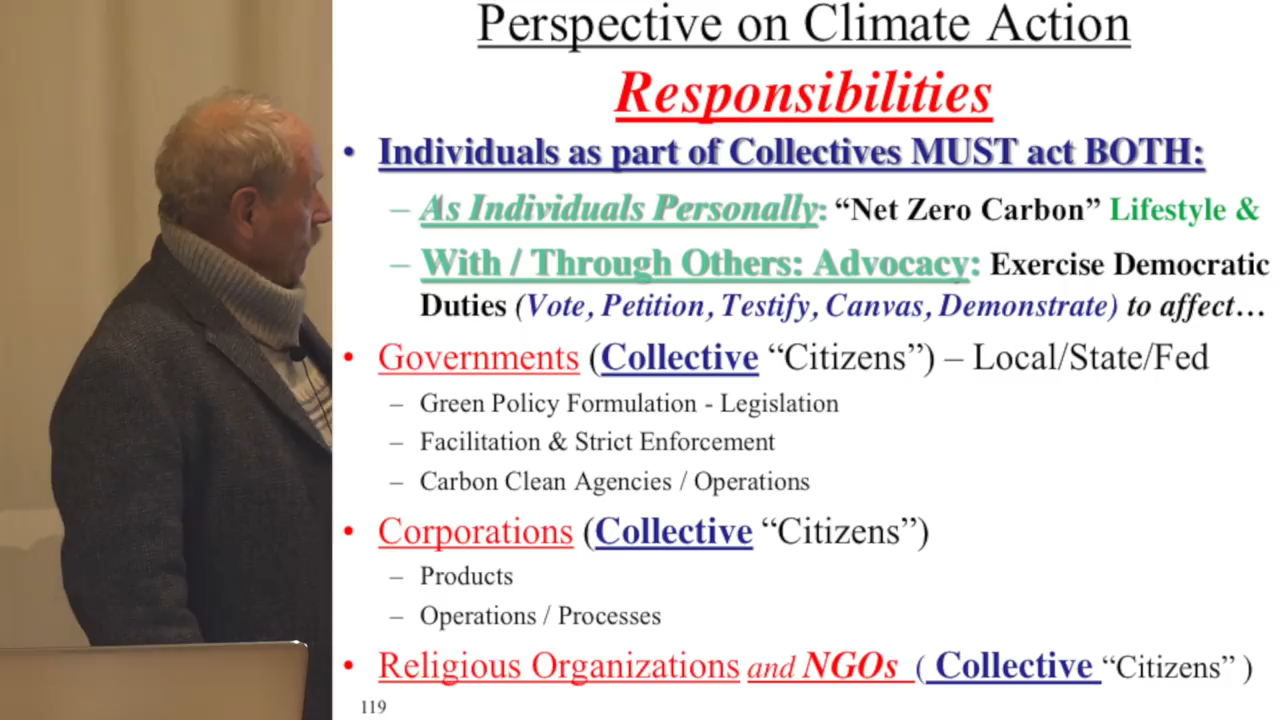 Perspective on Climate Action
Responsibilities
• Individuals as part of Collectives MUST act BOTH:
– As Individuals Personally: “Net Zero Carbon” Lifestyle &
– With / Through Others: Advocacy: Exercise Democratic
Duties (Vote, Petition, Testify, Canvas, Demonstrate) to affect…
• Governments (Collective “Citizens”) – Local/State/Fed
– Green Policy Formulation - Legislation
– Facilitation & Strict Enforcement
– Carbon Clean Agencies / Operations
• Corporations (Collective “Citizens”)
– Products
– Operations / Processes
• Religious Organizations and NGOs ( Collective “Citizens” )
119